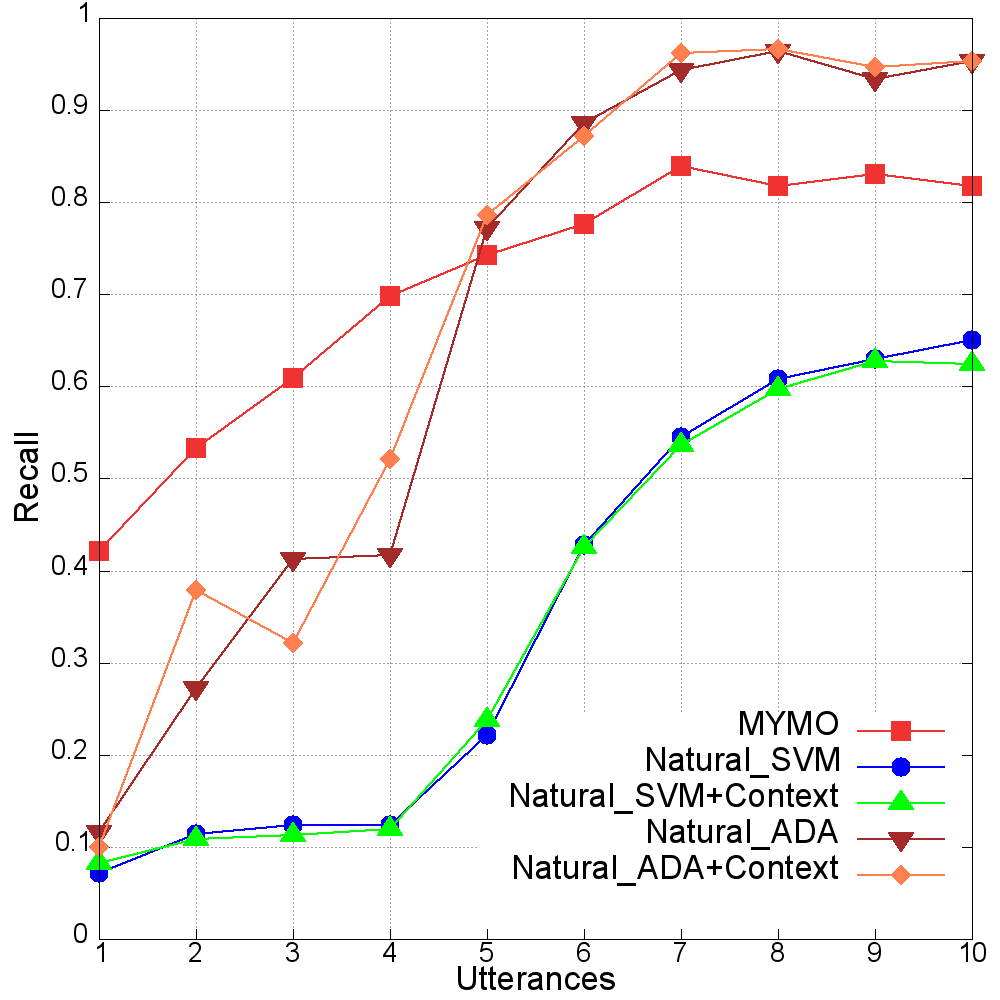 1
0.9
0.8
0.7
0.6
0.5
0.4
0.3
0.2
0.1
0
Recall
MYMO
Natural_SVM
Natural_SVM+Context
Natural_ADA
Natural_ADA+Context
1 2 3 4 5 6 7 8 9 10
Utterances